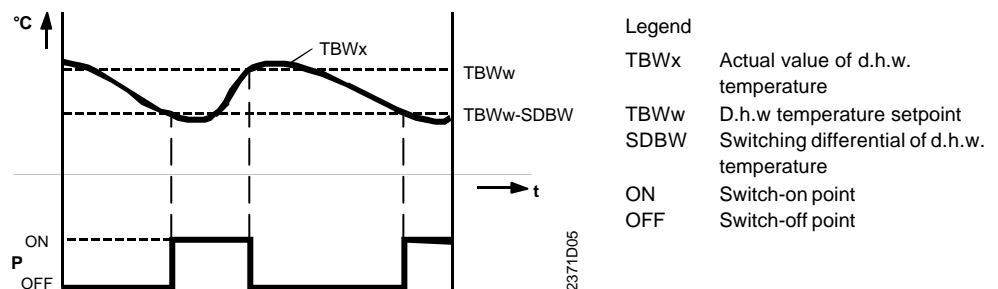 °C
TBWx
TBWw
TBWw-SDBW
t
ON
P
OFF
2371D05
Legend
TBWx Actual value of d.h.w.
temperature
TBWw D.h.w temperature setpoint
SDBW Switching differential of d.h.w.
temperature
ON Switch-on point
OFF Switch-off point